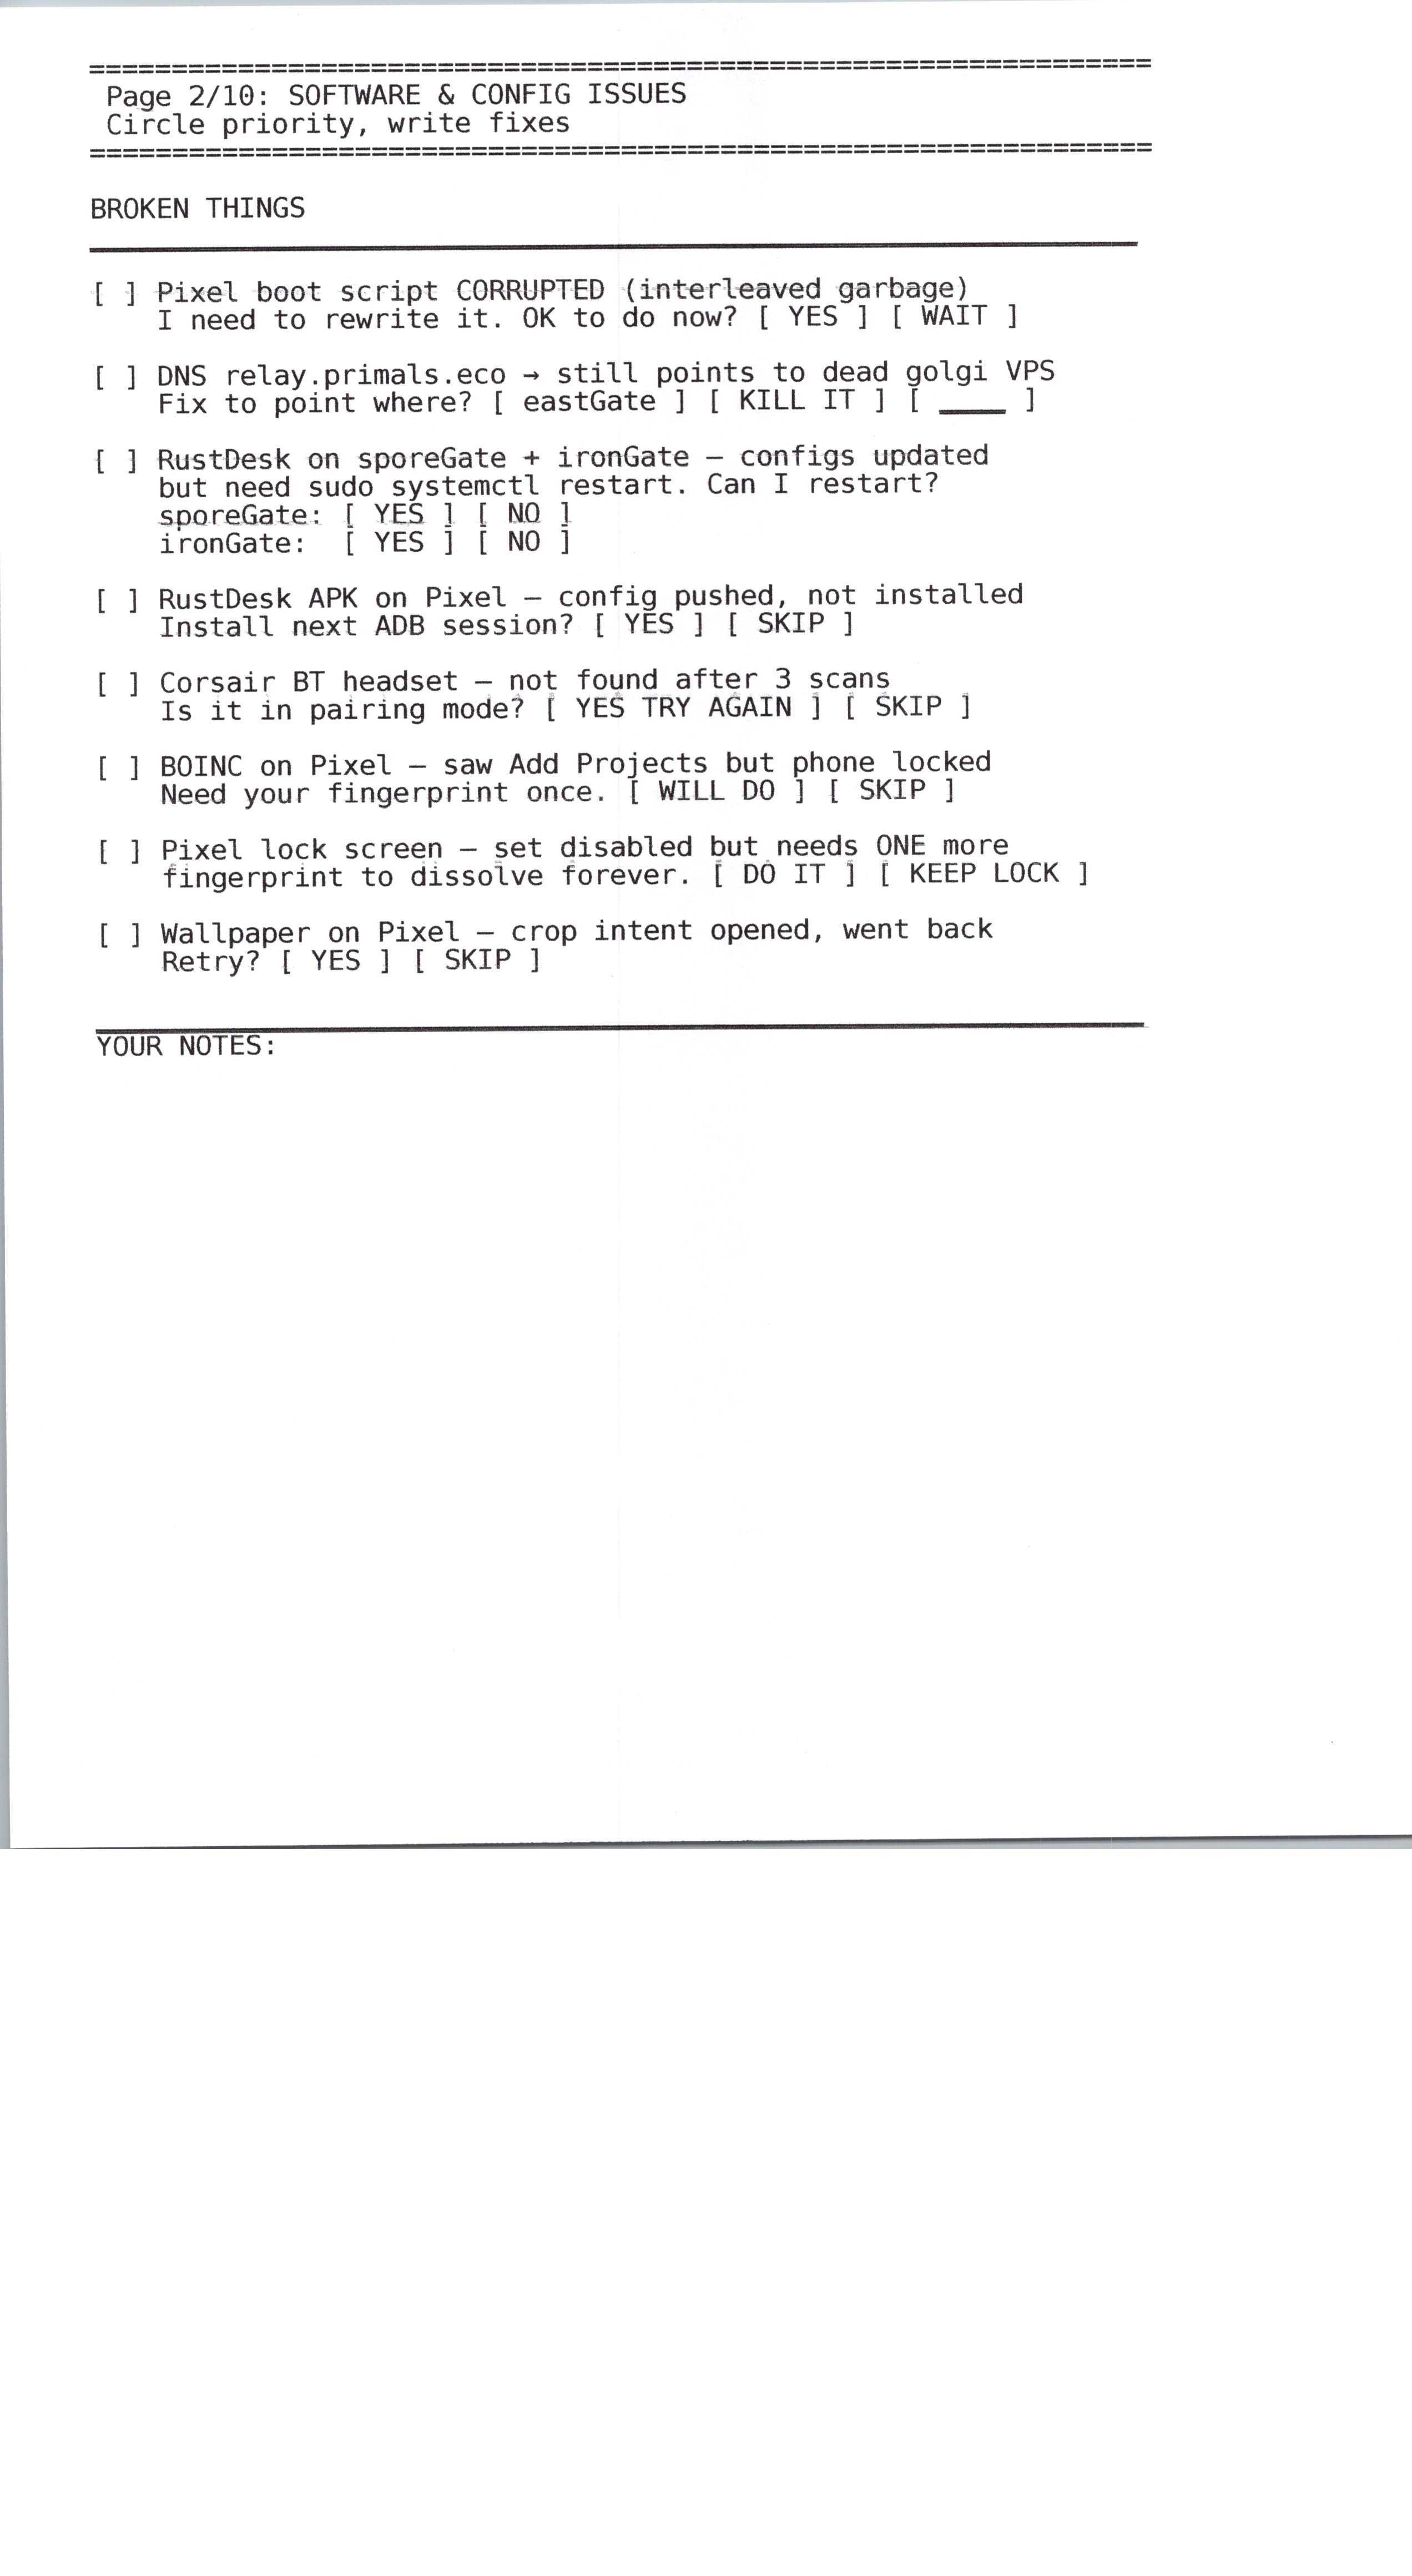 ================================================================
Page 2/10: SOFTWARE & CONFIG ISSUES
Circle priority, write fixes
================================================================
BROKEN THINGS
[ ] Pixel boot script CORRUPTED (interleaved garbage)
I need to rewrite it. OK to do now? [ YES ] [ WAIT ]
[ ] DNS relay.primals.eco → still points to dead golgi VPS
Fix to point where? [ eastGate ] [ KILL IT ] [ ____ ]
[ ] RustDesk on sporeGate + ironGate — configs updated
but need sudo systemctl restart. Can I restart?
sporeGate: [ YES ] [ NO ]
ironGate: [ YES ] [ NO ]
[ ] RustDesk APK on Pixel — config pushed, not installed
Install next ADB session? [ YES ] [ SKIP ]
[ ] Corsair BT headset — not found after 3 scans
Is it in pairing mode? [ YES TRY AGAIN ] [ SKIP ]
[ ] BOINC on Pixel — saw Add Projects but phone locked
Need your fingerprint once. [ WILL DO ] [ SKIP ]
[ ] Pixel lock screen — set disabled but needs ONE more
fingerprint to dissolve forever. [ DO IT ] [ KEEP LOCK ]
[ ] Wallpaper on Pixel — crop intent opened, went back
Retry? [ YES ] [ SKIP ]
YOUR NOTES: